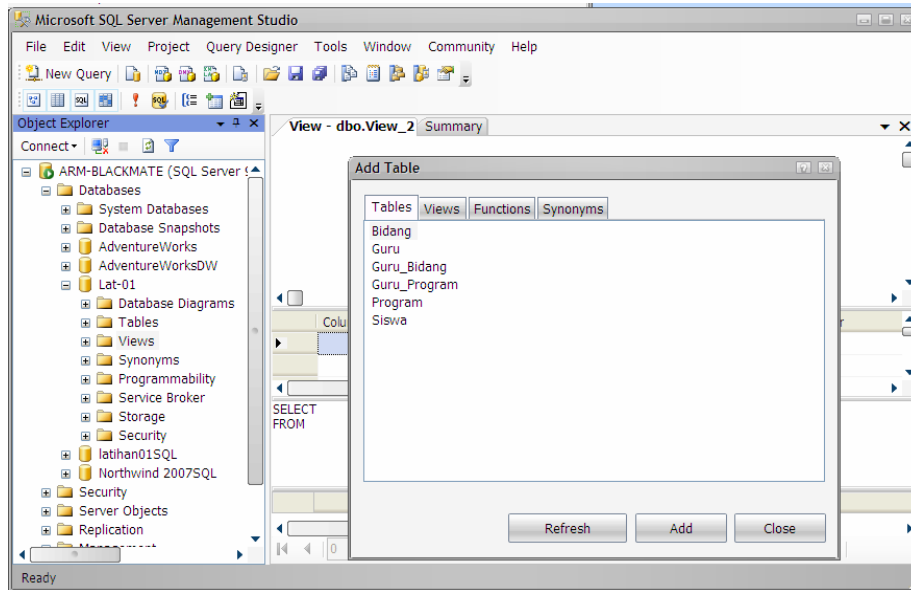 Microsoft SQL Server Management Studio
File Edit View Project Query Designer Tools Window Community Help
New Query
Object Explorer
View - dbo.View_2 Summary
Connect
ARM-BLACKMATE (SQL Server
Databases
System Databases
Database Snapshots
AdventureWorks
AdventureWorksDW
Lat-01
Database Diagrams
Tables
Views
Synonyms
Programmability
Service Broker
Storage
Security
latihan01SQL
Northwind 2007SQL
Security
Server Objects
Replication
Add Table
Tables Views Functions Synonyms
Bidang
Guru
Guru_Bidang
Guru_Program
Program
Siswa
Colu
r
SELECT
FROM
Refresh Add Close
0
Ready